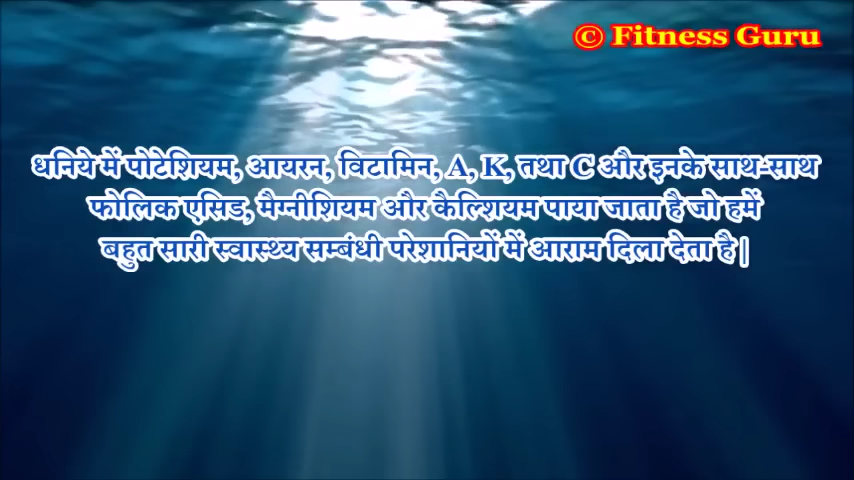 © Fitness Guru
धनिये में पोटेशियम, आयरन, विटामिन, A, K, तथा C और इनके साथ-साथ
फोलिक एसिड, मैग्नीशियम और कैल्शियम पाया जाता है जो हमें
बहुत सारी स्वास्थ्य सम्बंधी परेशानियों में आराम दिला देता है |